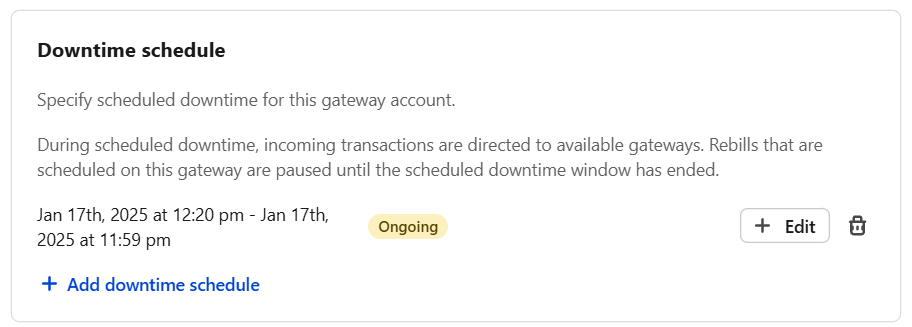 Downtime schedule
Specify scheduled downtime for this gateway account.
During scheduled downtime, incoming transactions are directed to available gateways. Rebills that are
scheduled on this gateway are paused until the scheduled downtime window has ended.
Jan 17th, 2025 at 12:20 pm - Jan 17th,
2025 at 11:59 pm
Ongoing
+ Edit
+ Add downtime schedule